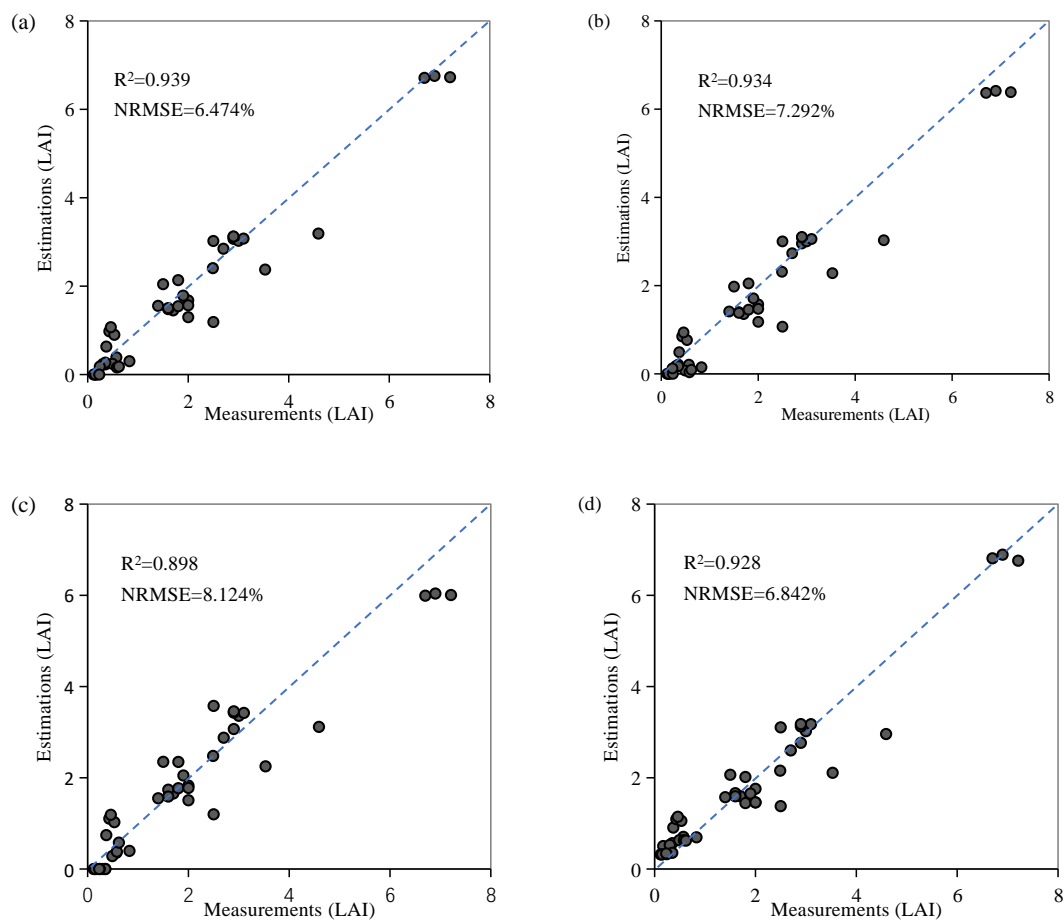 (a)
8
6
4
2
0
Estimations (LAI)
R²=0.939
NRMSE=6.474%
0 2 4 6 8
Measurements (LAI)
(b)
8
6
4
2
0
Estimations (LAI)
R²=0.934
NRMSE=7.292%
0 2 4 6 8
Measurements (LAI)
(c)
8
6
4
2
0
Estimations (LAI)
R²=0.898
NRMSE=8.124%
0 2 4 6 8
Measurements (LAI)
(d)
8
6
4
2
0
Estimations (LAI)
R²=0.928
NRMSE=6.842%
0 2 4 6 8
Measurements (LAI)